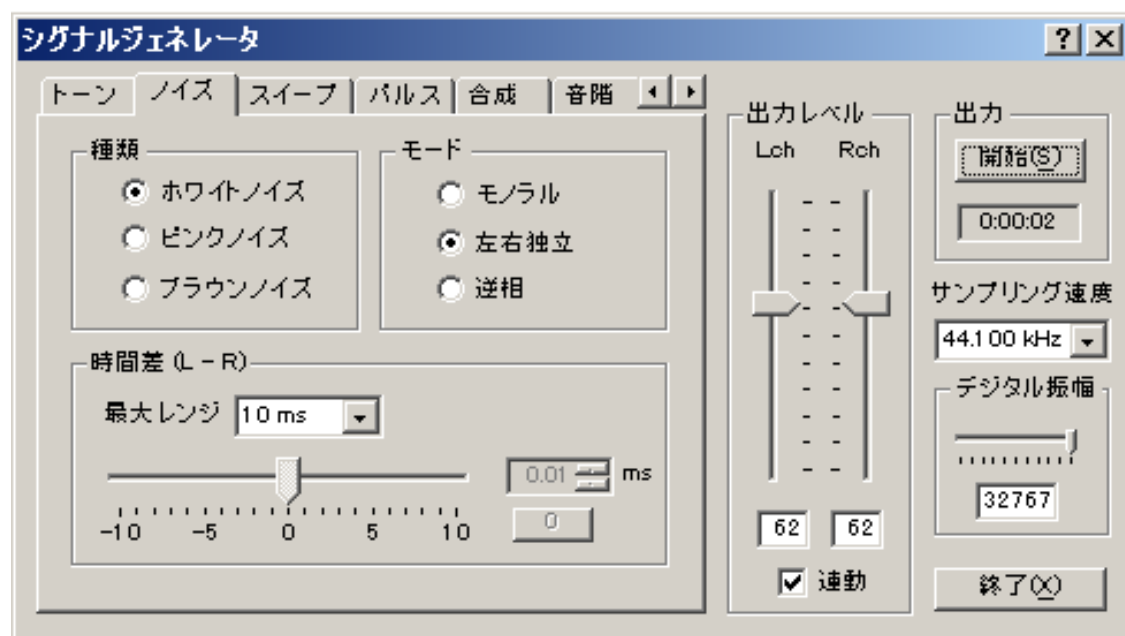 シグナルジェネレータ
トーン ノイズ スイープ パルス 合成 音階
種類
ホワイトノイズ
ピンクノイズ
ブラウンノイズ
モード
モノラル
左右独立
逆相
時間差 (L - R)
最大レンジ 10 ms
0.01 ms
-10 -5 0 5 10
0
出力レベル
Lch Rch
62 62
連動
出力
開始(S)
0:00:02
サンプリング速度
44.100 kHz
デジタル振幅
32767
終了(X)